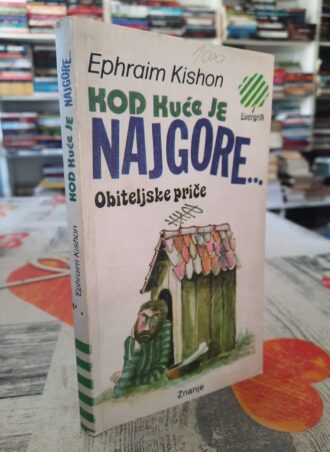 1000
Ephraim Kishon
KOD Kuće JE
NAJGORE...
Obiteljske priče
Evergrin
Znanje
KOD Kuće JE NAJGORE...
Ephraim Kishon